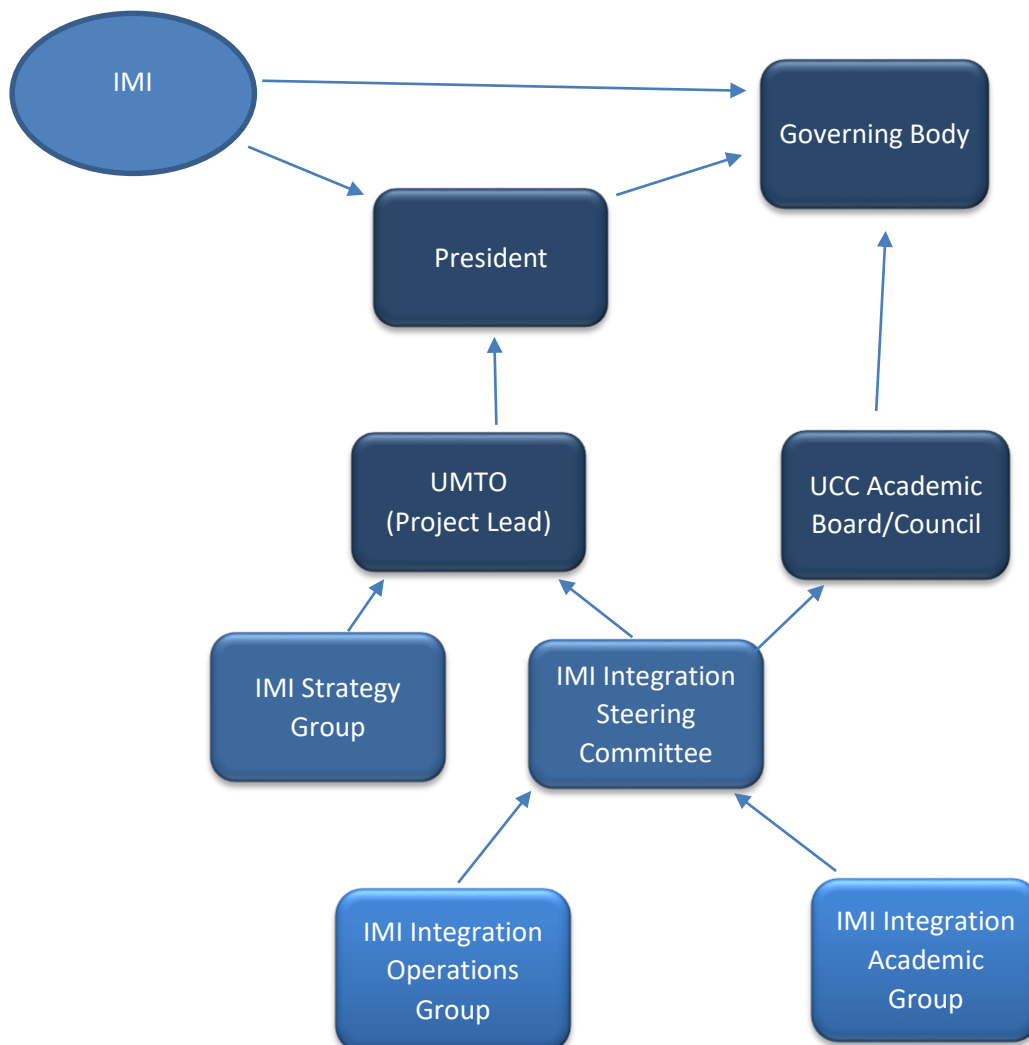 IMI
Governing Body
President
UMTO
(Project Lead)
UCC Academic
Board/Council
IMI Strategy
Group
IMI Integration
Steering
Committee
IMI Integration
Operations
Group
IMI Integration
Academic
Group